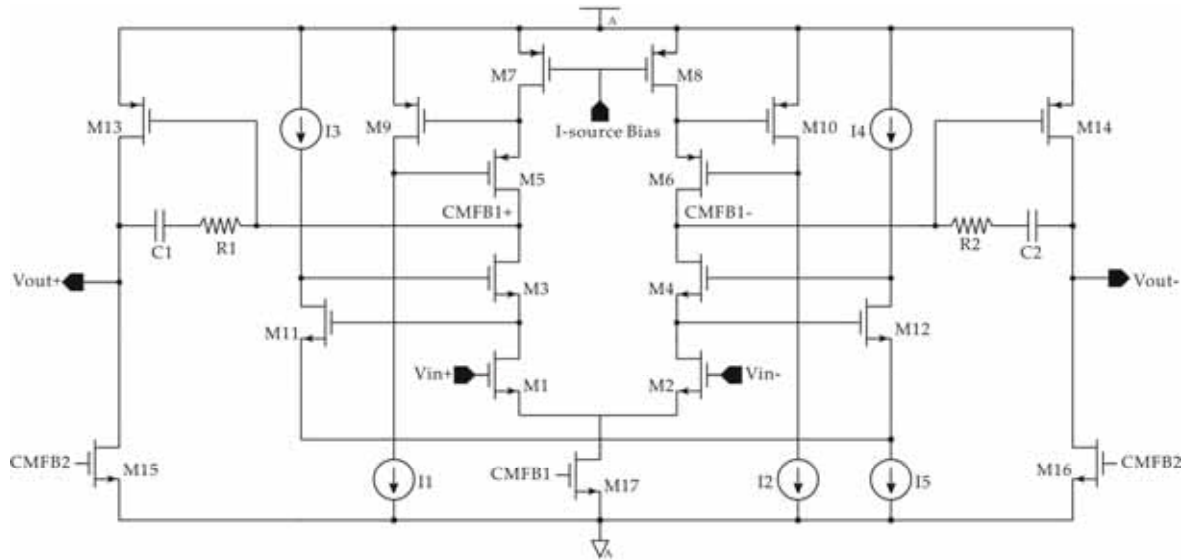 A
M7
M8
M13
I3
M9
I-source Bias
M10
I4
M14
M5
M6
CMFB1+
CMFB1-
C1
R1
R2
C2
Vout+
M3
M4
Vout-
M11
M12
Vin+
M1
M2
Vin-
CMFB2
M15
I1
CMFB1
M17
I2
I5
M16
CMFB2
A